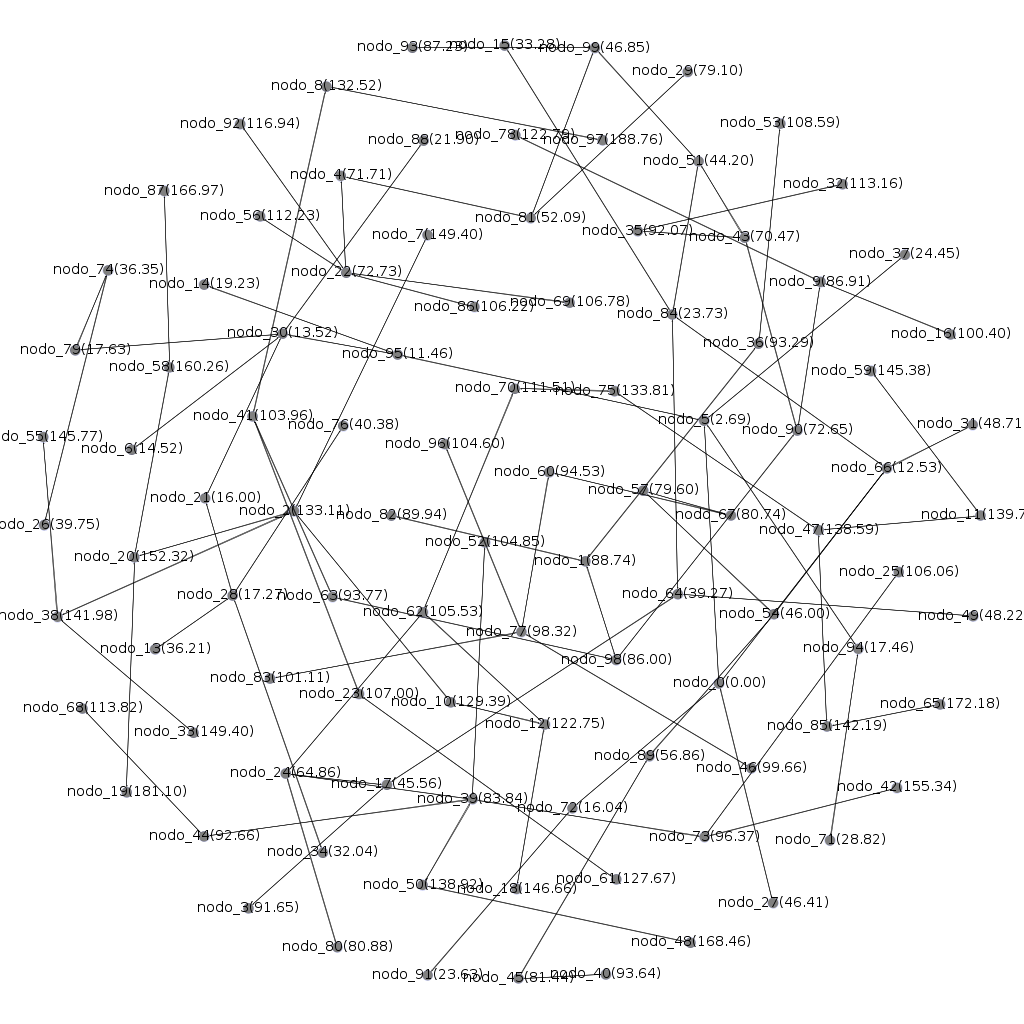 nodo_93(87.23)
nodo_15(33.28)
nodo_99(46.85)
nodo_29(79.10)
nodo_8(132.52)
nodo_92(116.94)
nodo_88(21.90)
nodo_78(122.79)
nodo_97(188.76)
nodo_53(108.59)
nodo_51(44.20)
nodo_4(71.71)
nodo_32(113.16)
nodo_87(166.97)
nodo_56(112.23)
nodo_81(52.09)
nodo_7(149.40)
nodo_35(92.07)
nodo_43(70.47)
nodo_37(24.45)
nodo_74(36.35)
nodo_22(72.73)
nodo_14(19.23)
nodo_9(86.91)
nodo_86(106.22)
nodo_69(106.78)
nodo_84(23.73)
nodo_30(13.52)
nodo_16(100.40)
nodo_79(17.63)
nodo_95(11.46)
nodo_36(93.29)
nodo_58(160.26)
nodo_59(145.38)
nodo_70(111.51)
nodo_75(133.81)
nodo_41(103.96)
nodo_76(40.38)
nodo_5(2.69)
nodo_90(72.65)
nodo_31(48.71
do_55(145.77)
nodo_6(14.52)
nodo_96(104.60)
nodo_66(12.53)
nodo_60(94.53)
nodo_57(79.60)
nodo_21(16.00)
nodo_2(133.11)
nodo_82(89.94)
nodo_67(80.74)
nodo_11(139.7
do_26(39.75)
nodo_47(138.59)
nodo_52(104.85)
nodo_20(152.32)
nodo_1(88.74)
nodo_25(106.06)
nodo_28(17.27)
nodo_63(93.77)
nodo_64(39.27)
nodo_62(105.53)
nodo_54(46.00)
nodo_49(48.22
nodo_38(141.98)
nodo_77(98.32)
nodo_13(36.21)
nodo_94(17.46)
nodo_98(86.00)
nodo_83(101.11)
nodo_0(0.00)
nodo_23(107.00)
nodo_10(129.39)
nodo_65(172.18)
nodo_68(113.82)
nodo_12(122.75)
nodo_85(142.19)
nodo_33(149.40)
nodo_89(56.86)
nodo_46(99.66)
nodo_24(64.86)
nodo_17(45.56)
nodo_42(155.34)
nodo_19(181.10)
nodo_39(83.84)
nodo_72(16.04)
nodo_44(92.66)
nodo_73(96.37)
nodo_71(28.82)
nodo_34(32.04)
nodo_61(127.67)
nodo_50(138.92)
nodo_18(146.66)
nodo_27(46.41)
nodo_3(91.65)
nodo_48(168.46)
nodo_80(80.88)
nodo_91(23.63)
nodo_45(81.44)
nodo_40(93.64)